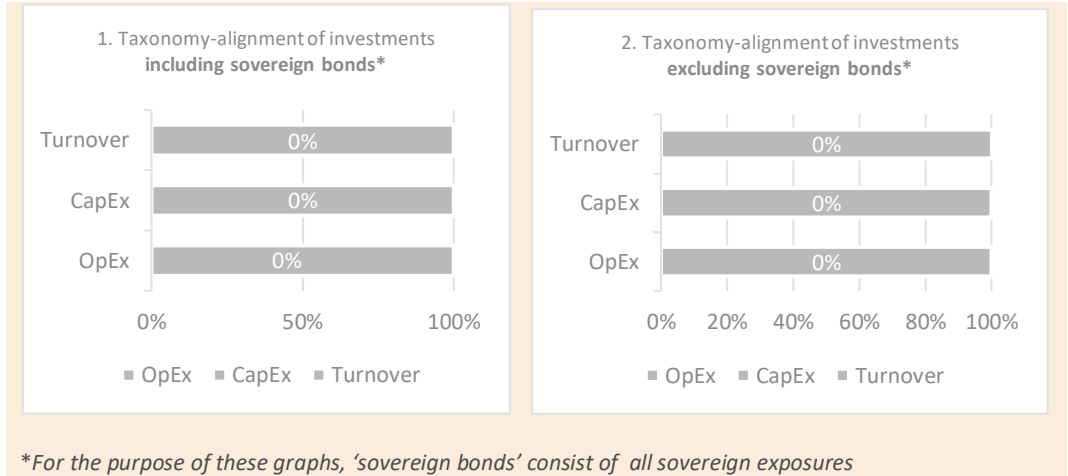 1. Taxonomy-alignment of investments
including sovereign bonds*
Turnover
0%
CapEx
0%
OpEx
0%
0%
50%
100%
OpEx CapEx Turnover
2. Taxonomy-alignment of investments
excluding sovereign bonds*
Turnover
0%
CapEx
0%
OpEx
0%
0% 20% 40% 60% 80% 100%
OpEx CapEx Turnover
*For the purpose of these graphs, ‘sovereign bonds’ consist of all sovereign exposures